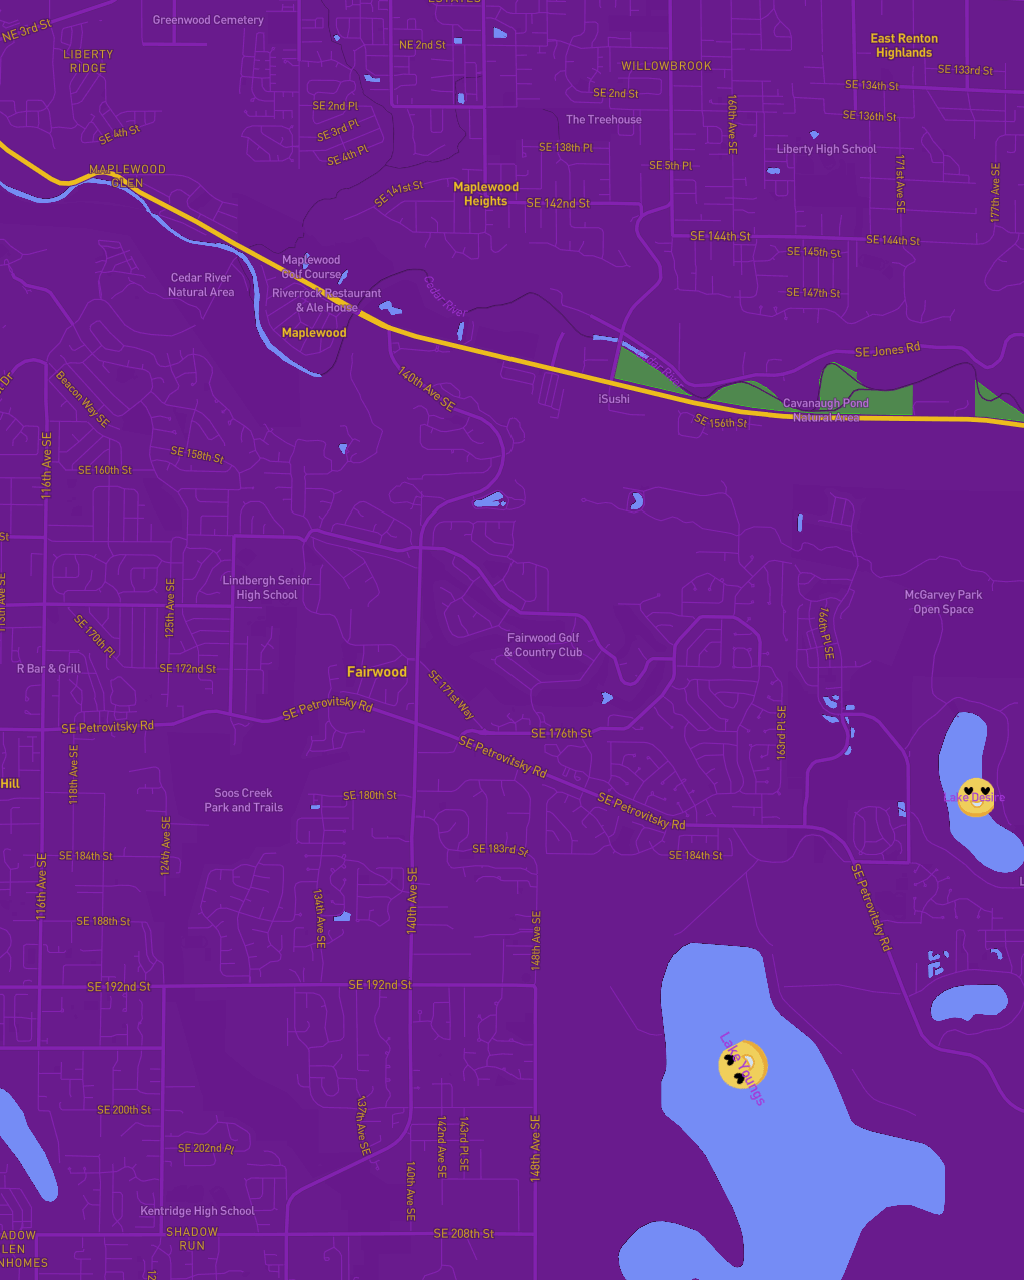 ESTATES
Greenwood Cemetery
NE 3rd St
LIBERTY
RIDGE
NE 2nd St
WILLOWBROOK
East Renton
Highlands
SE 133rd St
SE 134th St
SE 2nd St
SE 2nd Pl
160th Ave SE
SE 136th St
The Treehouse
SE 3rd Pl
SE 4th St
SE 4th Pl
SE 138th Pl
Liberty High School
SE 5th Pl
MAPLEWOOD
GLEN
171st Ave SE
177th Ave SE
SE 141st St
Maplewood
Heights
SE 142nd St
SE 144th St
SE 144th St
SE 145th St
Maplewood
Golf Course
Cedar River
Natural Area
Riverrock Restaurant
& Ale House
Cedar River
SE 147th St
Maplewood
SE Jones Rd
dar River
140th Ave SE
Beacon Way SE
Dr
iSushi
Cavanaugh Pond
Natural Area
SE 156th St
116th Ave SE
SE 158th St
SE 160th St
St
Lindbergh Senior
High School
113th Ave SE
125th Ave SE
McGarvey Park
Open Space
SE 170th Pl
196th Pl SE
Fairwood Golf
& Country Club
R Bar & Grill
SE 172nd St
Fairwood
SE 171st Way
SE Petrovitsky Rd
SE Petrovitsky Rd
SE 176th St
163rd Pl SE
SE Petrovitsky Rd
118th Ave SE
Hill
Soos Creek
Park and Trails
SE 180th St
Lake Desire
SE Petrovitsky Rd
124th Ave SE
SE 183rd St
SE 184th St
SE 184th St
116th Ave SE
140th Ave SE
L
SE Petrovitsky Rd
134th Ave SE
SE 188th St
148th Ave SE
SE 192nd St
SE 192nd St
Lake Youngs
SE 200th St
137th Ave SE
142nd Ave SE
143rd Pl SE
148th Ave SE
SE 202nd Pl
140th Ave SE
Kentridge High School
ADOW
LEN
NHOMES
SHADOW
RUN
SE 208th St
12